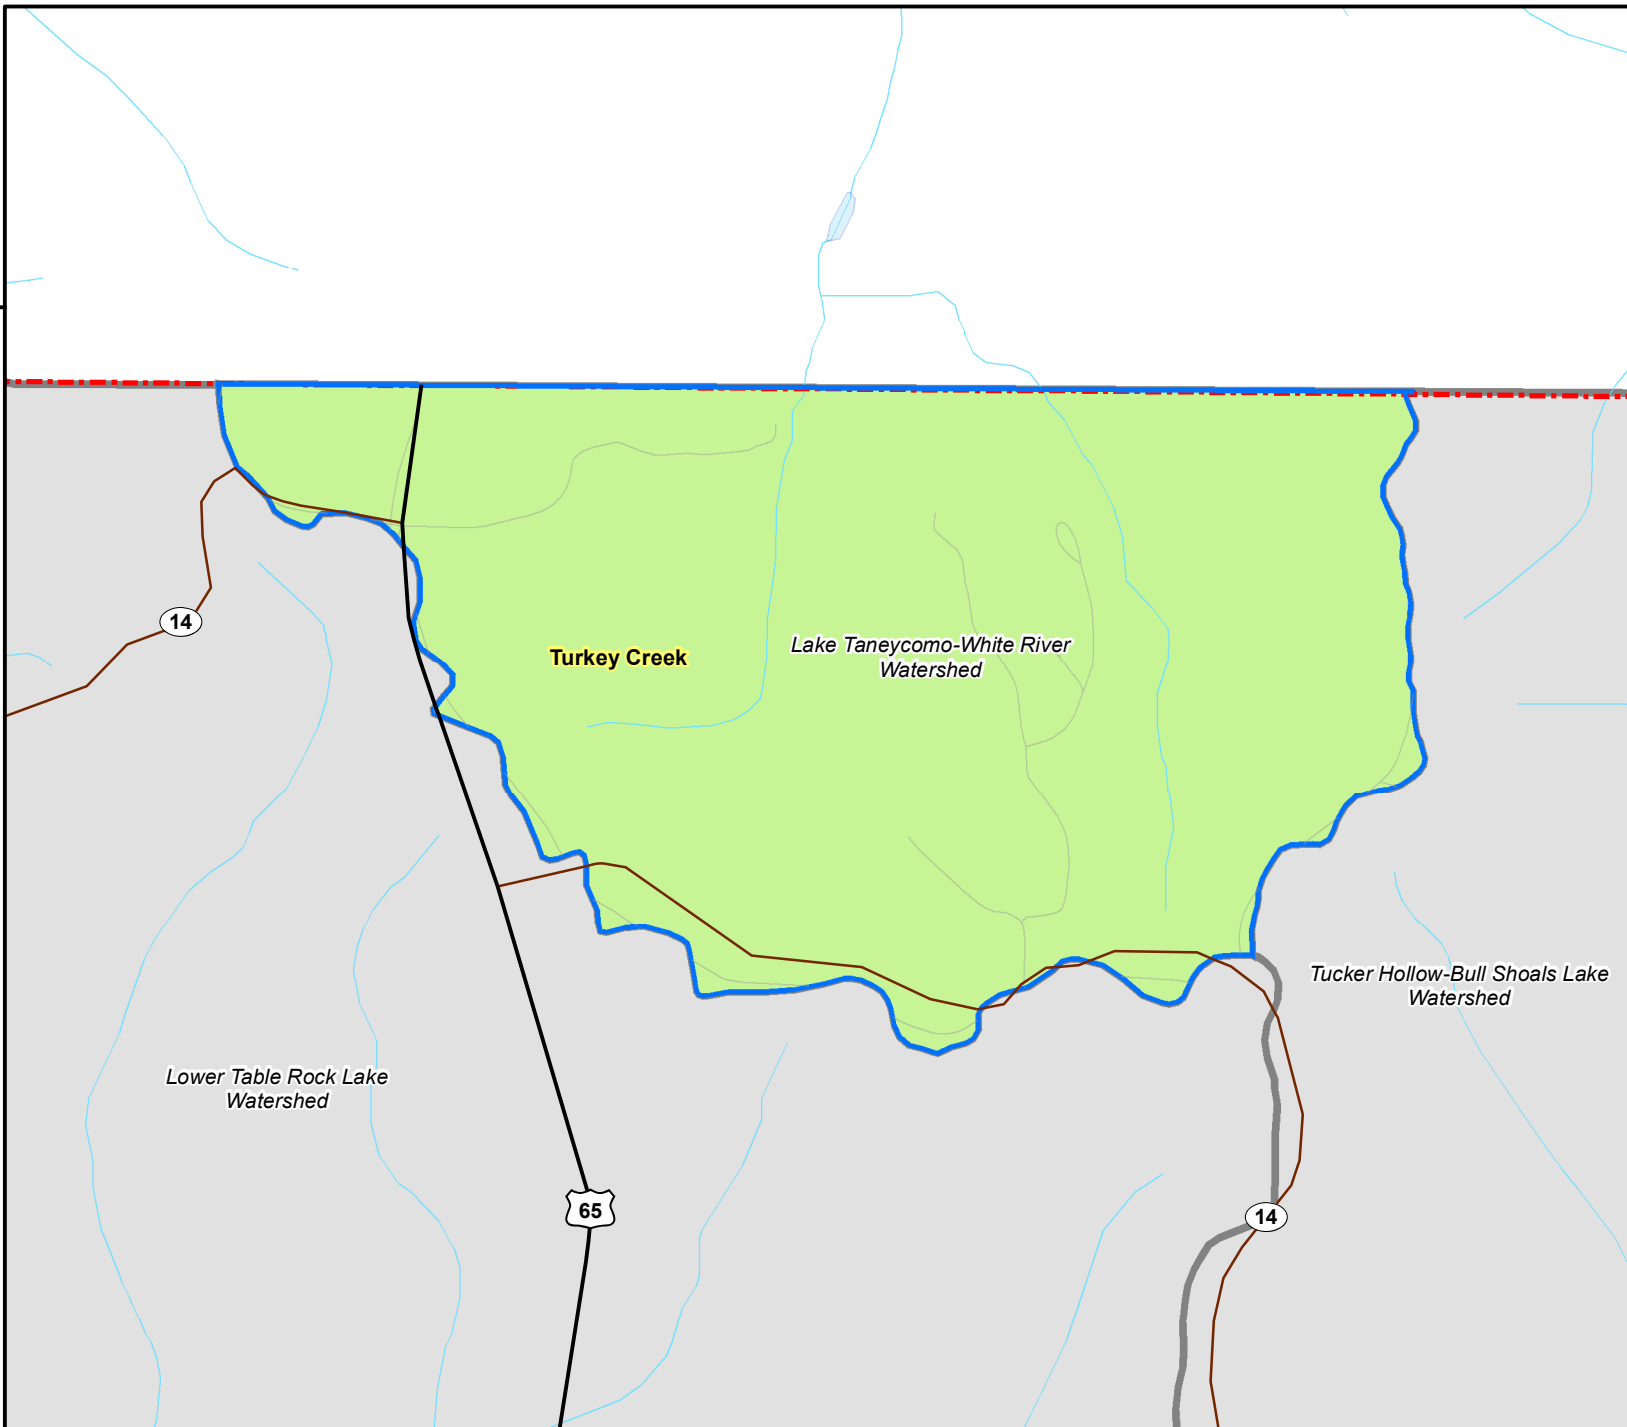 14
Turkey Creek
Lake Taneycomo-White River
Watershed
Tucker Hollow-Bull Shoals Lake
Watershed
Lower Table Rock Lake
Watershed
65
14